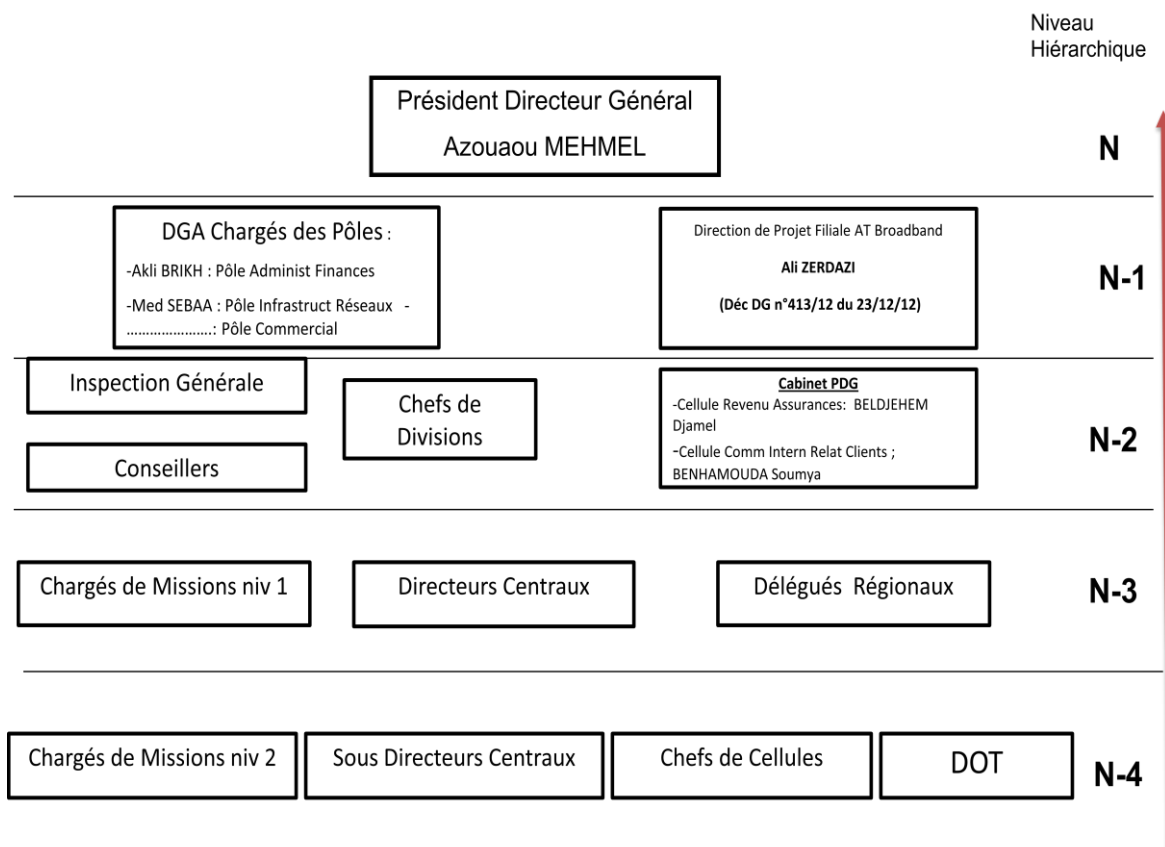 Niveau
Hiérarchique
Président Directeur Général
Azouaou MEHMEL
N
DGA Chargés des Pôles :
-Akli BRIKH : Pôle Administ Finances
-Med SEBAA : Pôle Infrastruct Réseaux -
…………………: Pôle Commercial
Direction de Projet Filiale AT Broadband
Ali ZERDAZI
(Déc DG n°413/12 du 23/12/12)
N-1
Inspection Générale
Conseillers
Chefs de
Divisions
Cabinet PDG
-Cellule Revenu Assurances: BELDJEHEM
Djamel
-Cellule Comm Intern Relat Clients ;
BENHAMOUDA Soumya
N-2
Chargés de Missions niv 1
Directeurs Centraux
Délégués Régionaux
N-3
Chargés de Missions niv 2
Sous Directeurs Centraux
Chefs de Cellules
DOT
N-4